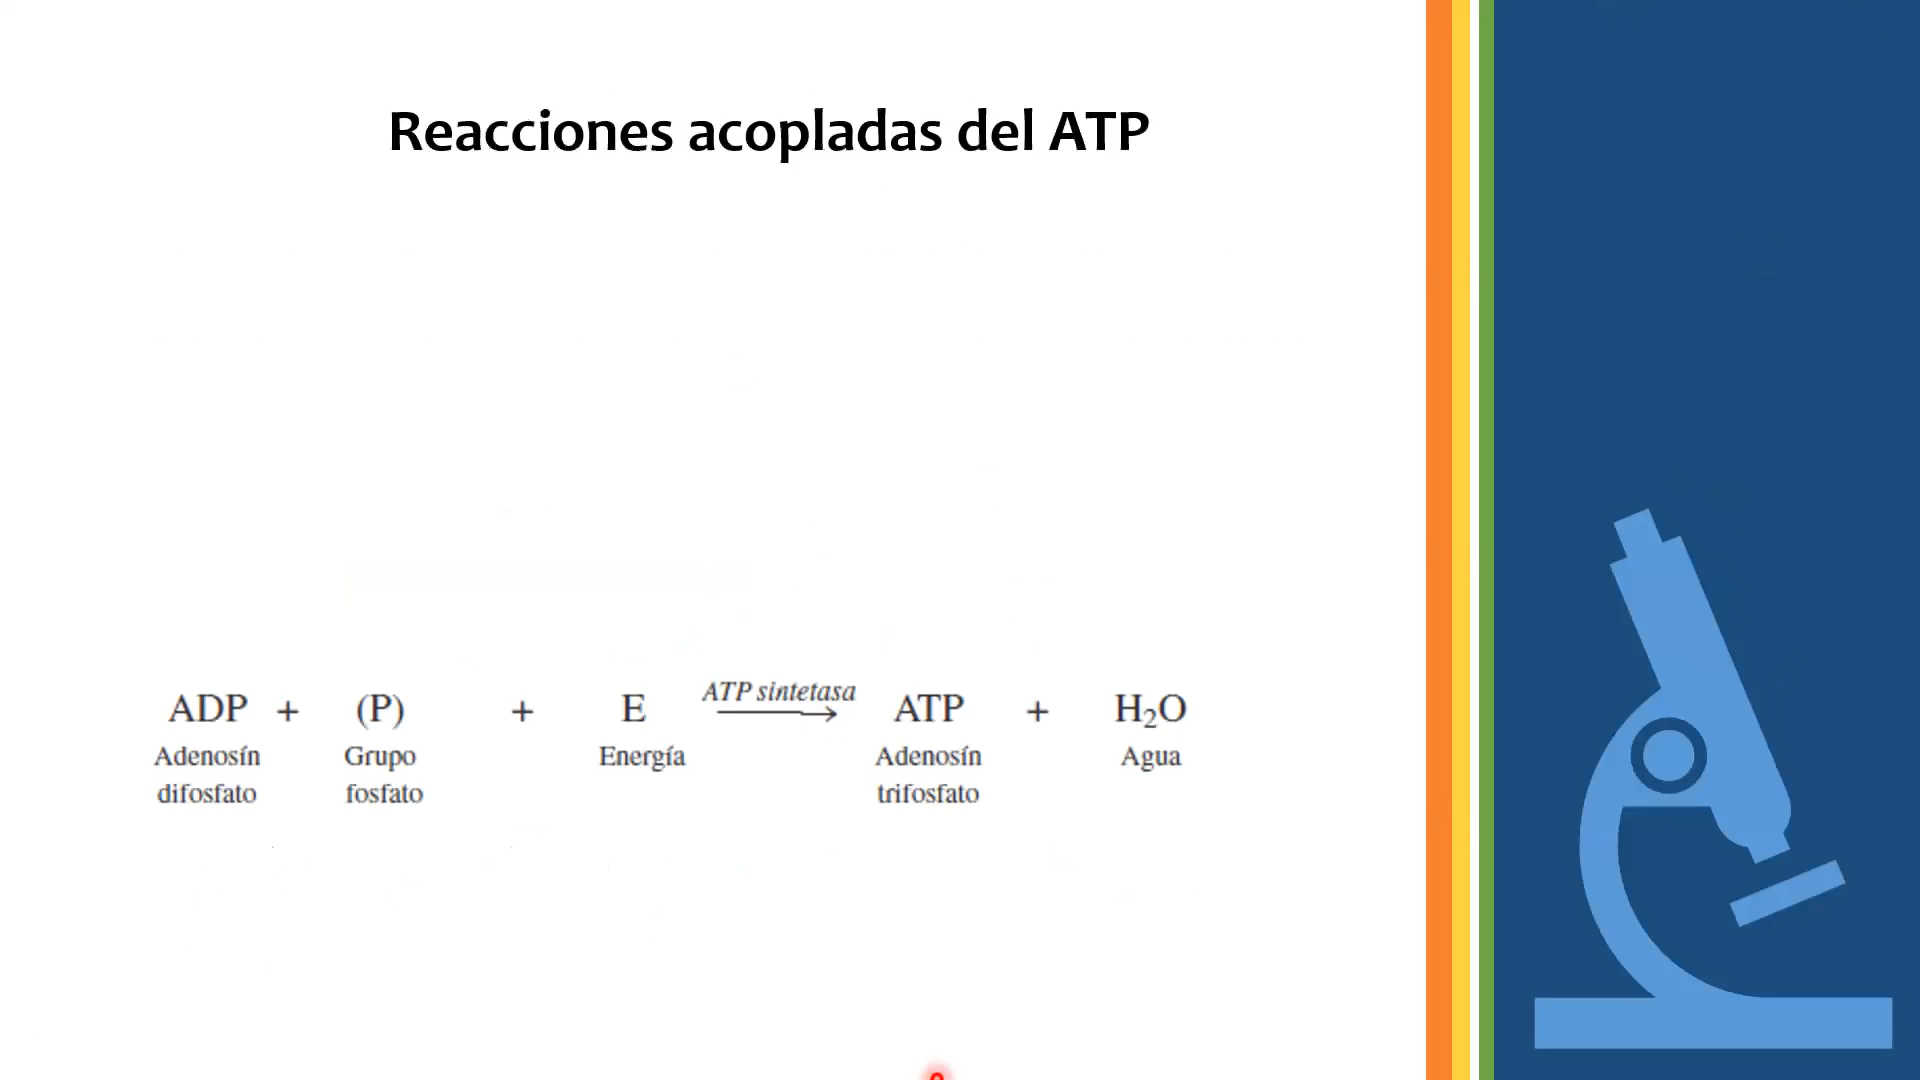 Reacciones acopladas del ATP
ATP sintetasa
ADP + (P) + E ⟶ ATP + H₂O
Adenosín Grupo Energía Adenosín Agua
difosfato fosfato trifosfato